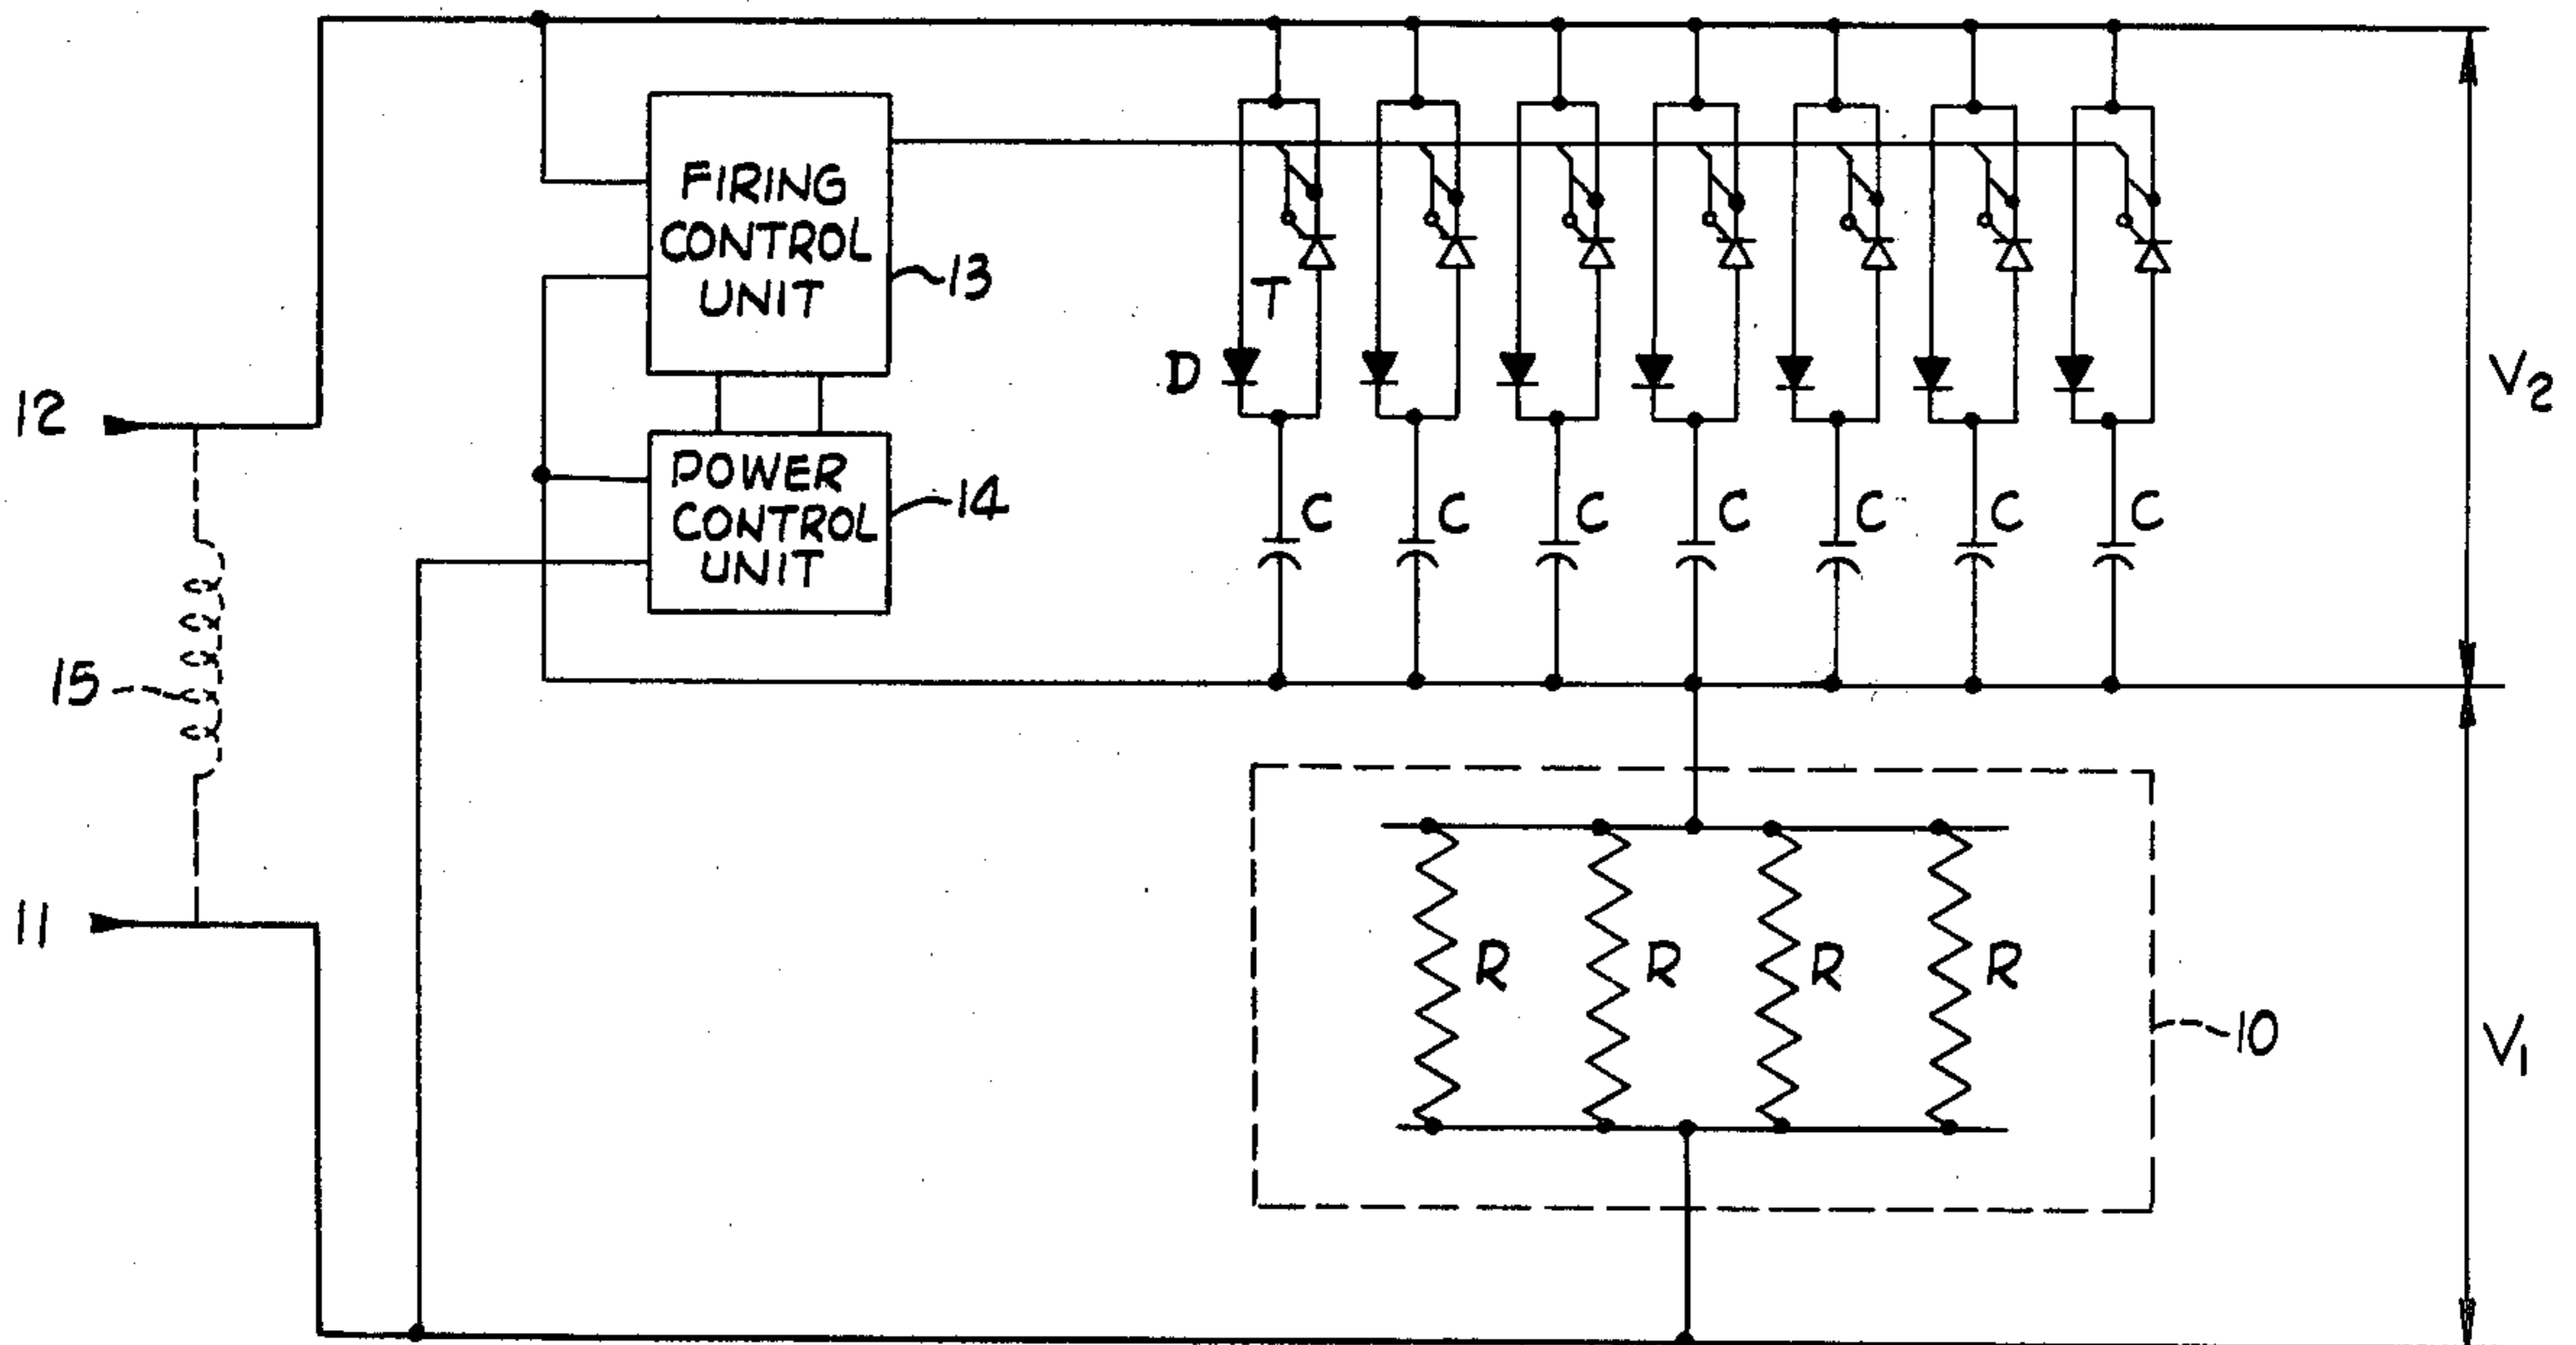 FIRING
CONTROL
UNIT
13
T
D
V2
12
POWER
CONTROL
UNIT
14
C C C C C C C
15
11
R R R R
10
V1